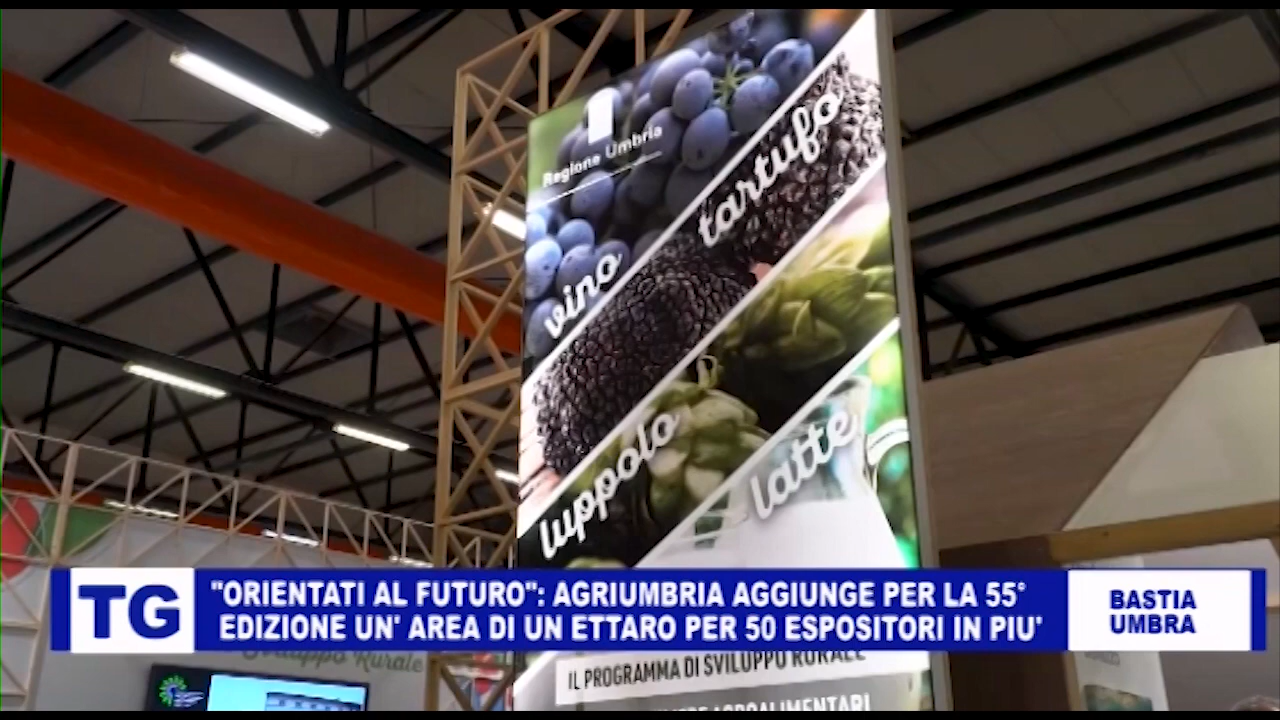 Regione Umbria
vino
tartufo
luppolo
latte
TG
"ORIENTATI AL FUTURO": AGRIUMBRIA AGGIUNGE PER LA 55°
EDIZIONE UN' AREA DI UN ETTARO PER 50 ESPOSITORI IN PIU'
BASTIA
UMBRA
Sviluppo Rurale
IL PROGRAMMA DI SVILUPPO RURALE
AGROALIMENTARI